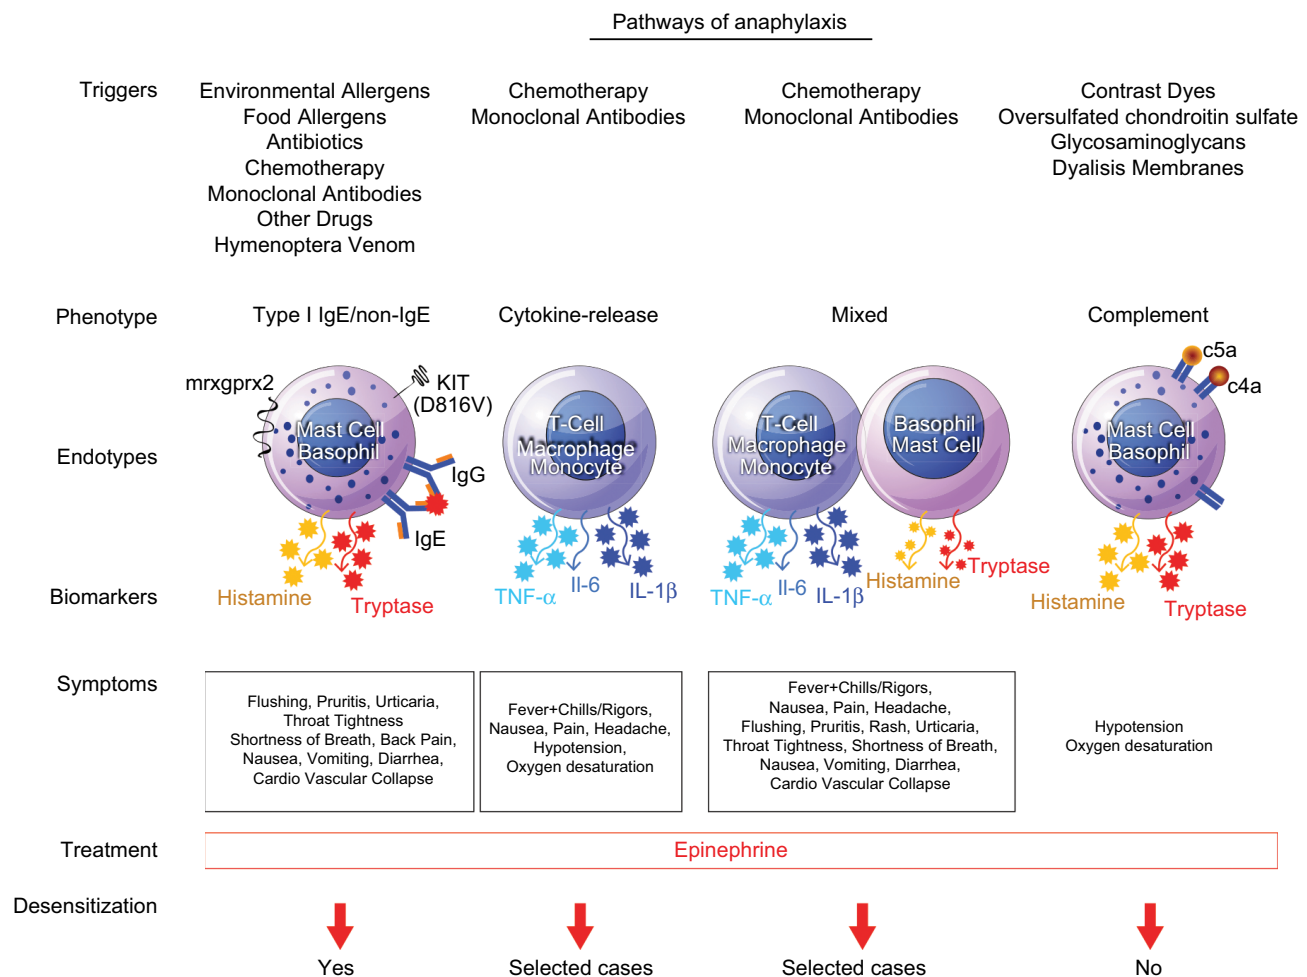 Pathways of anaphylaxis
Triggers
Environmental Allergens
Food Allergens
Antibiotics
Chemotherapy
Monoclonal Antibodies
Other Drugs
Hymenoptera Venom
Chemotherapy
Monoclonal Antibodies
Chemotherapy
Monoclonal Antibodies
Contrast Dyes
Oversulfated chondroitin sulfate
Glycosaminoglycans
Dyalisis Membranes
Phenotype
Type I IgE/non-IgE
Cytokine-release
Mixed
Complement
Endotypes
mrxgprx2
KIT
(D816V)
Mast Cell
Basophil
IgG
IgE
T-Cell
Macrophage
Monocyte
T-Cell
Macrophage
Monocyte
Basophil
Mast Cell
c5a
c4a
Mast Cell
Basophil
Biomarkers
Histamine
Tryptase
TNF-α
Il-6
IL-1β
TNF-α
Il-6
IL-1β
Histamine
Tryptase
Histamine
Tryptase
Symptoms
Flushing, Pruritis, Urticaria,
Throat Tightness
Shortness of Breath, Back Pain,
Nausea, Vomiting, Diarrhea,
Cardio Vascular Collapse
Fever+Chills/Rigors,
Nausea, Pain, Headache,
Hypotension,
Oxygen desaturation
Fever+Chills/Rigors,
Nausea, Pain, Headache,
Flushing, Pruritis, Rash, Urticaria,
Throat Tightness, Shortness of Breath,
Nausea, Vomiting, Diarrhea,
Cardio Vascular Collapse
Hypotension
Oxygen desaturation
Treatment
Epinephrine
Desensitization
Yes
Selected cases
Selected cases
No